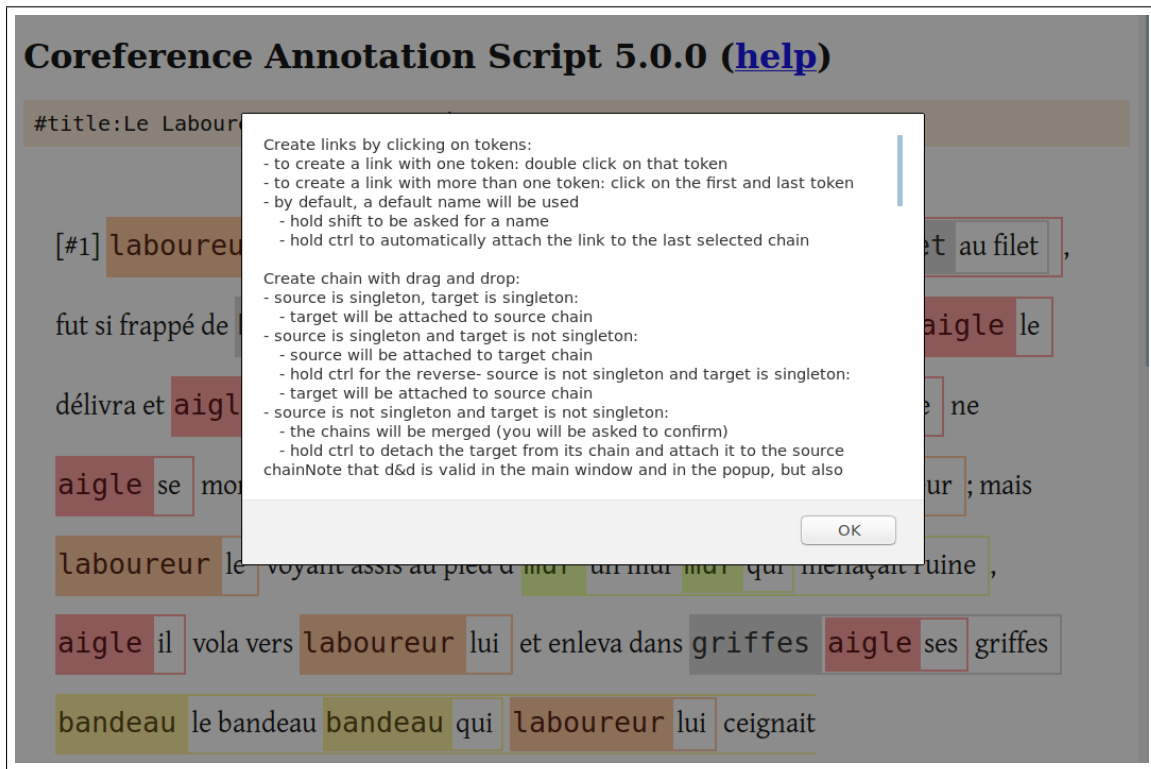 Coreference Annotation Script 5.0.0 (help)
#title:Le Labour
Create links by clicking on tokens:
- to create a link with one token: double click on that token
- to create a link with more than one token: click on the first and last token
- by default, a default name will be used
- hold shift to be asked for a name
- hold ctrl to automatically attach the link to the last selected chain
Create chain with drag and drop:
- source is singleton, target is singleton:
- target will be attached to source chain
- source is singleton and target is not singleton:
- source will be attached to target chain
- hold ctrl for the reverse- source is not singleton and target is singleton:
- target will be attached to source chain
- source is not singleton and target is not singleton:
- the chains will be merged (you will be asked to confirm)
- hold ctrl to detach the target from its chain and attach it to the source
chainNote that d&d is valid in the main window and in the popup, but also
OK
[#1] laboureu et au filet ,
fut si frappé de aigle le
délivra et aigl ne
aigle se mor ur ; mais
laboureur le voyant assis au pied d mur un mur mur qui menaçait ruine ,
aigle il vola vers laboureur lui et enleva dans griffes aigle ses griffes
bandeau le bandeau bandeau qui laboureur lui ceignait